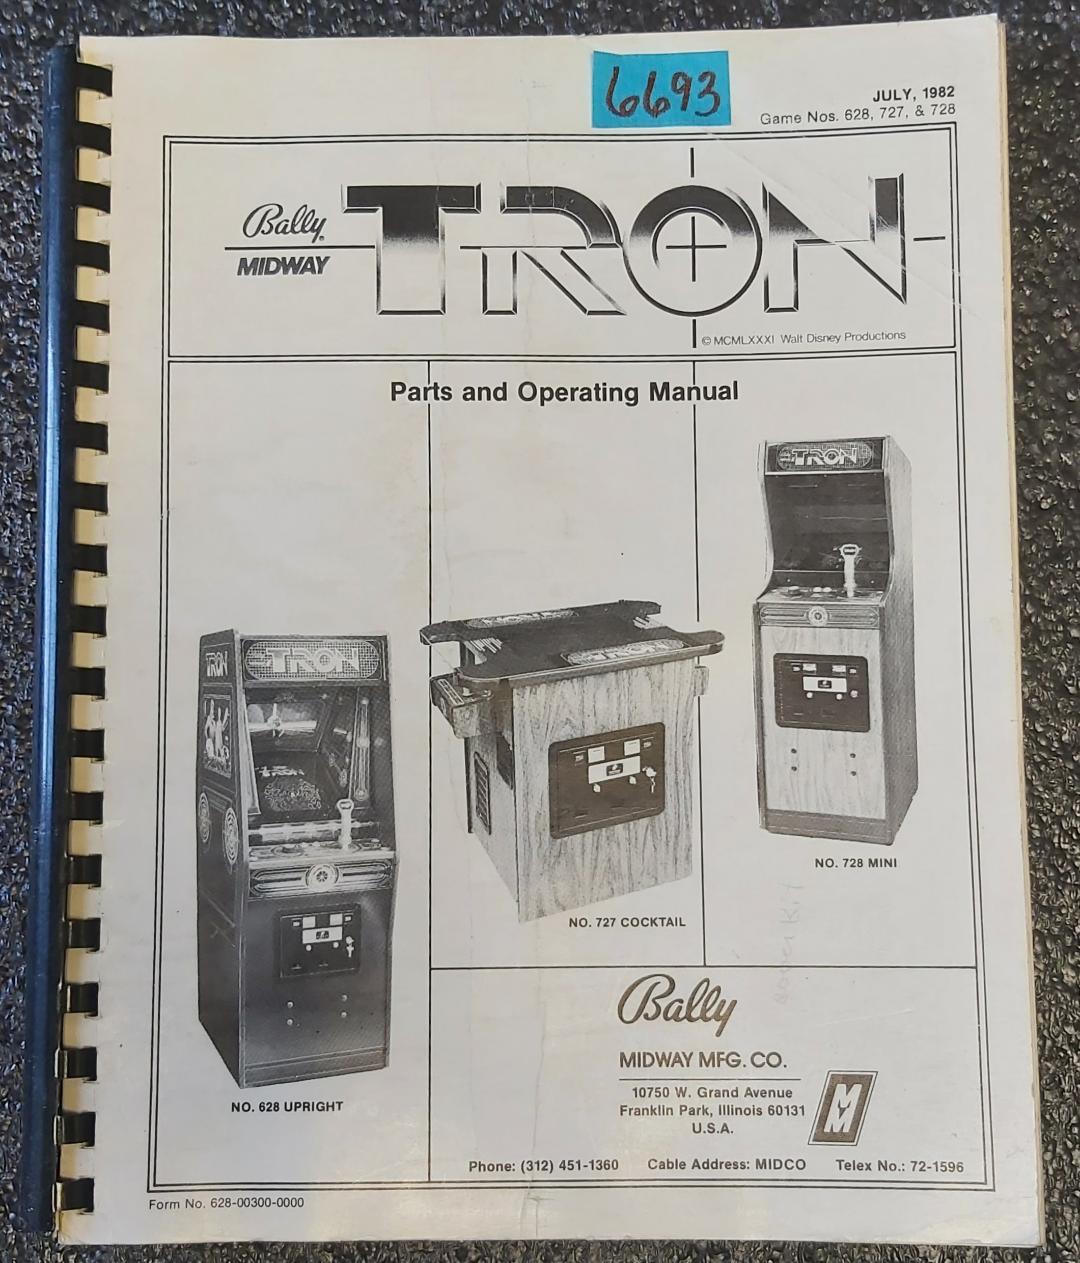 6693
JULY, 1982
Game Nos. 628, 727, & 728
Bally
MIDWAY
TRON
© MCMLXXXI Walt Disney Productions
Parts and Operating Manual
TRON
TRON
TRON
TRON
TRON
NO. 728 MINI
NO. 727 COCKTAIL
NO. 628 UPRIGHT
Bally
MIDWAY MFG. CO.
10750 W. Grand Avenue
Franklin Park, Illinois 60131
U.S.A.
Phone: (312) 451-1360 Cable Address: MIDCO Telex No.: 72-1596
Form No. 628-00300-0000